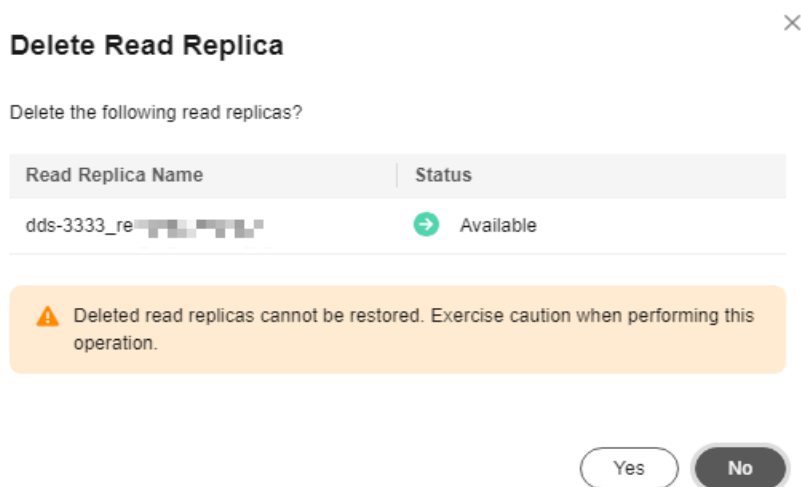 Delete Read Replica
Delete the following read replicas?
Read Replica Name Status
dds-3333_re Available
Deleted read replicas cannot be restored. Exercise caution when performing this
operation.
Yes No